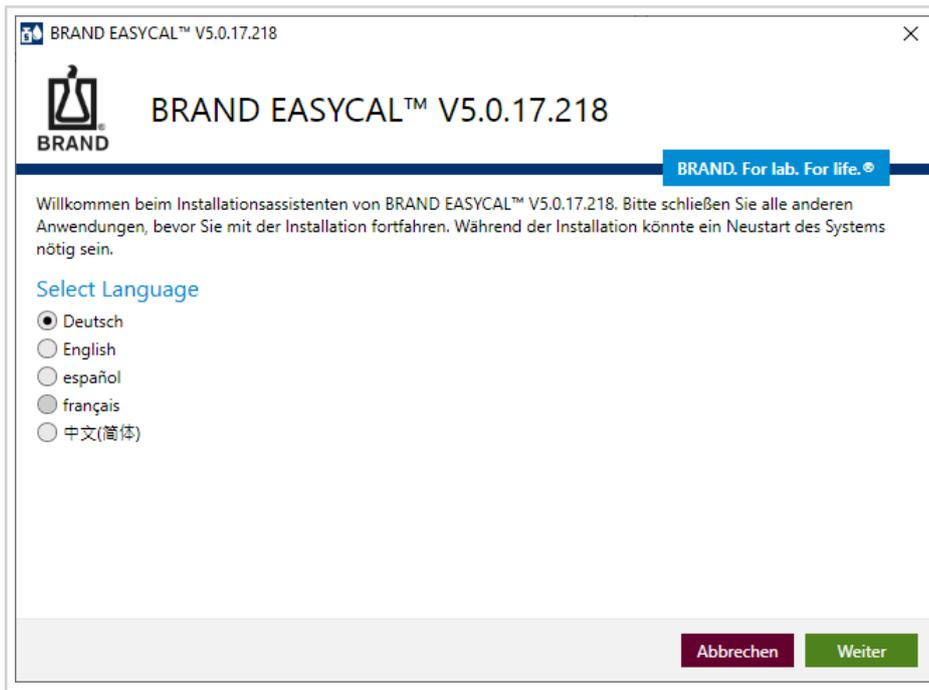 BRAND EASYCAL™ V5.0.17.218
BRAND®
BRAND EASYCAL™ V5.0.17.218
BRAND. For lab. For life.®
Willkommen beim Installationsassistenten von BRAND EASYCAL™ V5.0.17.218. Bitte schließen Sie alle anderen
Anwendungen, bevor Sie mit der Installation fortfahren. Während der Installation könnte ein Neustart des Systems
nötig sein.
Select Language
Deutsch
English
español
français
中文(简体)
Abbrechen
Weiter